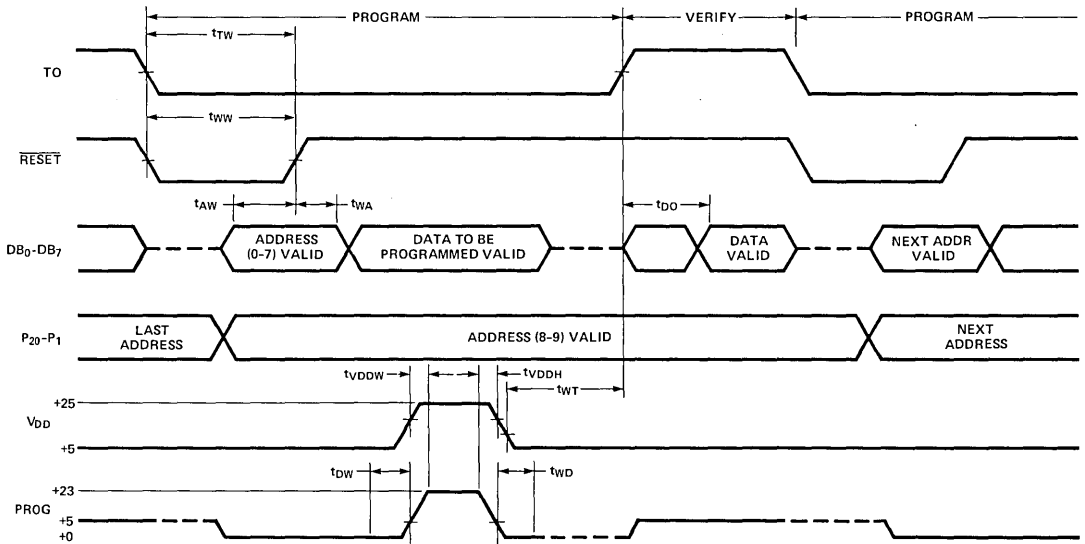 PROGRAM VERIFY PROGRAM
tTW
TO
tWW
RESET
tAW tWA tDO
DB0-DB7 ADDRESS (0-7) VALID DATA TO BE PROGRAMMED VALID DATA VALID NEXT ADDR VALID
P20-P1 LAST ADDRESS ADDRESS (8-9) VALID NEXT ADDRESS
tVDDW tVDDH
tWT
+25
VDD
+5
tDW tWD
+23
PROG
+5
+0